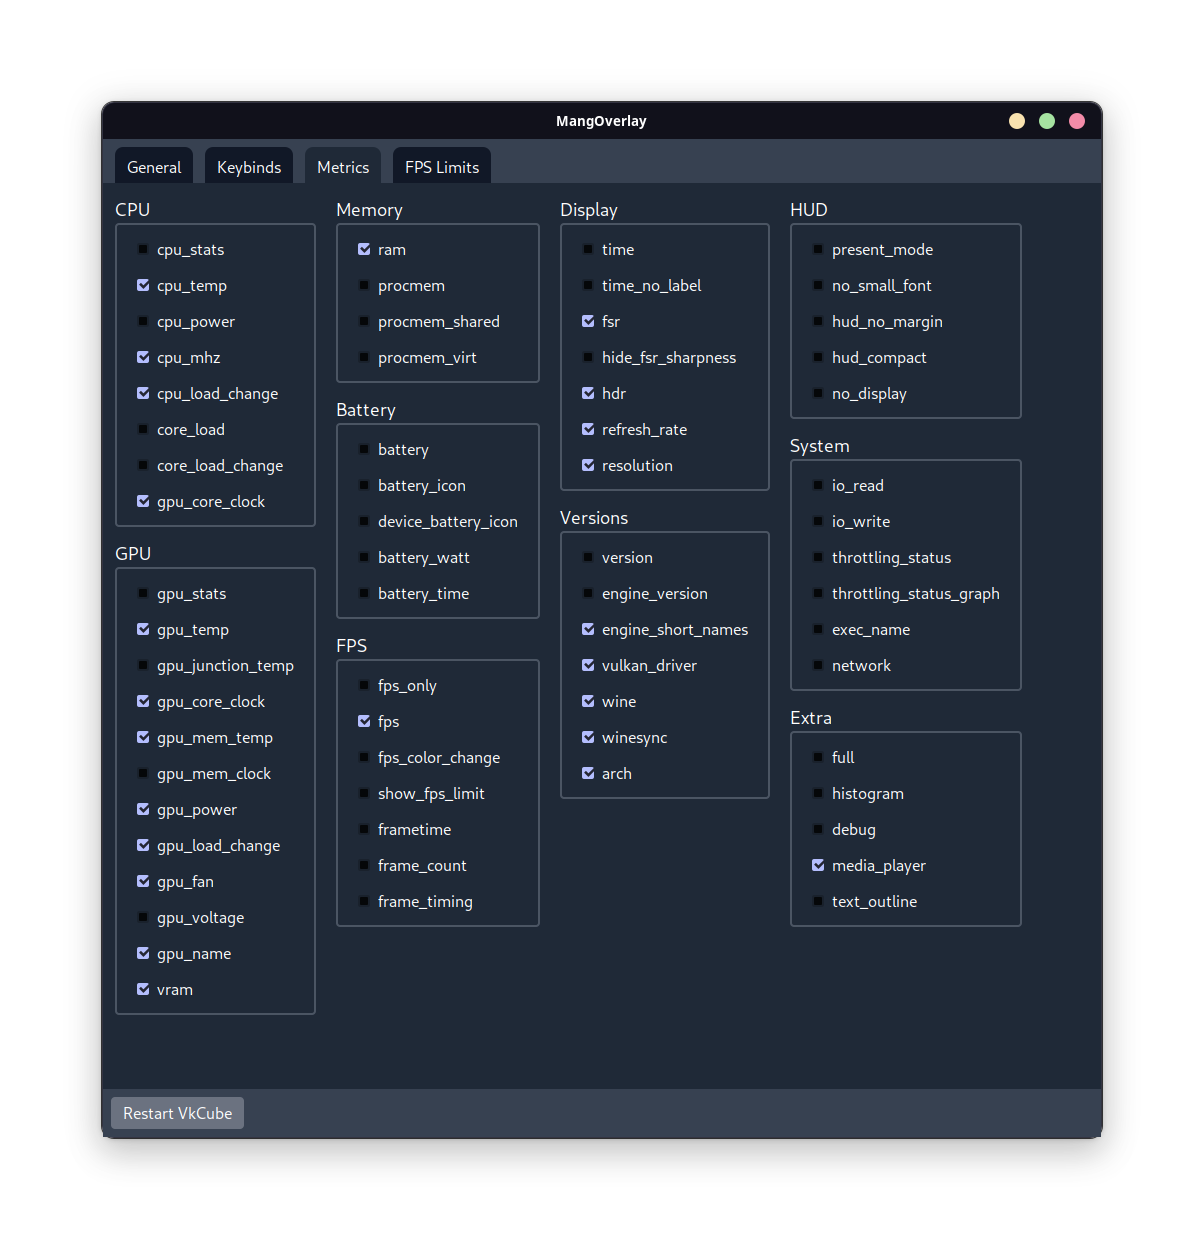 MangOverlay
General
Keybinds
Metrics
FPS Limits
CPU
cpu_stats
cpu_temp
cpu_power
cpu_mhz
cpu_load_change
core_load
core_load_change
gpu_core_clock
GPU
gpu_stats
gpu_temp
gpu_junction_temp
gpu_core_clock
gpu_mem_temp
gpu_mem_clock
gpu_power
gpu_load_change
gpu_fan
gpu_voltage
gpu_name
vram
Memory
ram
procmem
procmem_shared
procmem_virt
Battery
battery
battery_icon
device_battery_icon
battery_watt
battery_time
FPS
fps_only
fps
fps_color_change
show_fps_limit
frametime
frame_count
frame_timing
Display
time
time_no_label
fsr
hide_fsr_sharpness
hdr
refresh_rate
resolution
Versions
version
engine_version
engine_short_names
vulkan_driver
wine
winesync
arch
HUD
present_mode
no_small_font
hud_no_margin
hud_compact
no_display
System
io_read
io_write
throttling_status
throttling_status_graph
exec_name
network
Extra
full
histogram
debug
media_player
text_outline
Restart VkCube